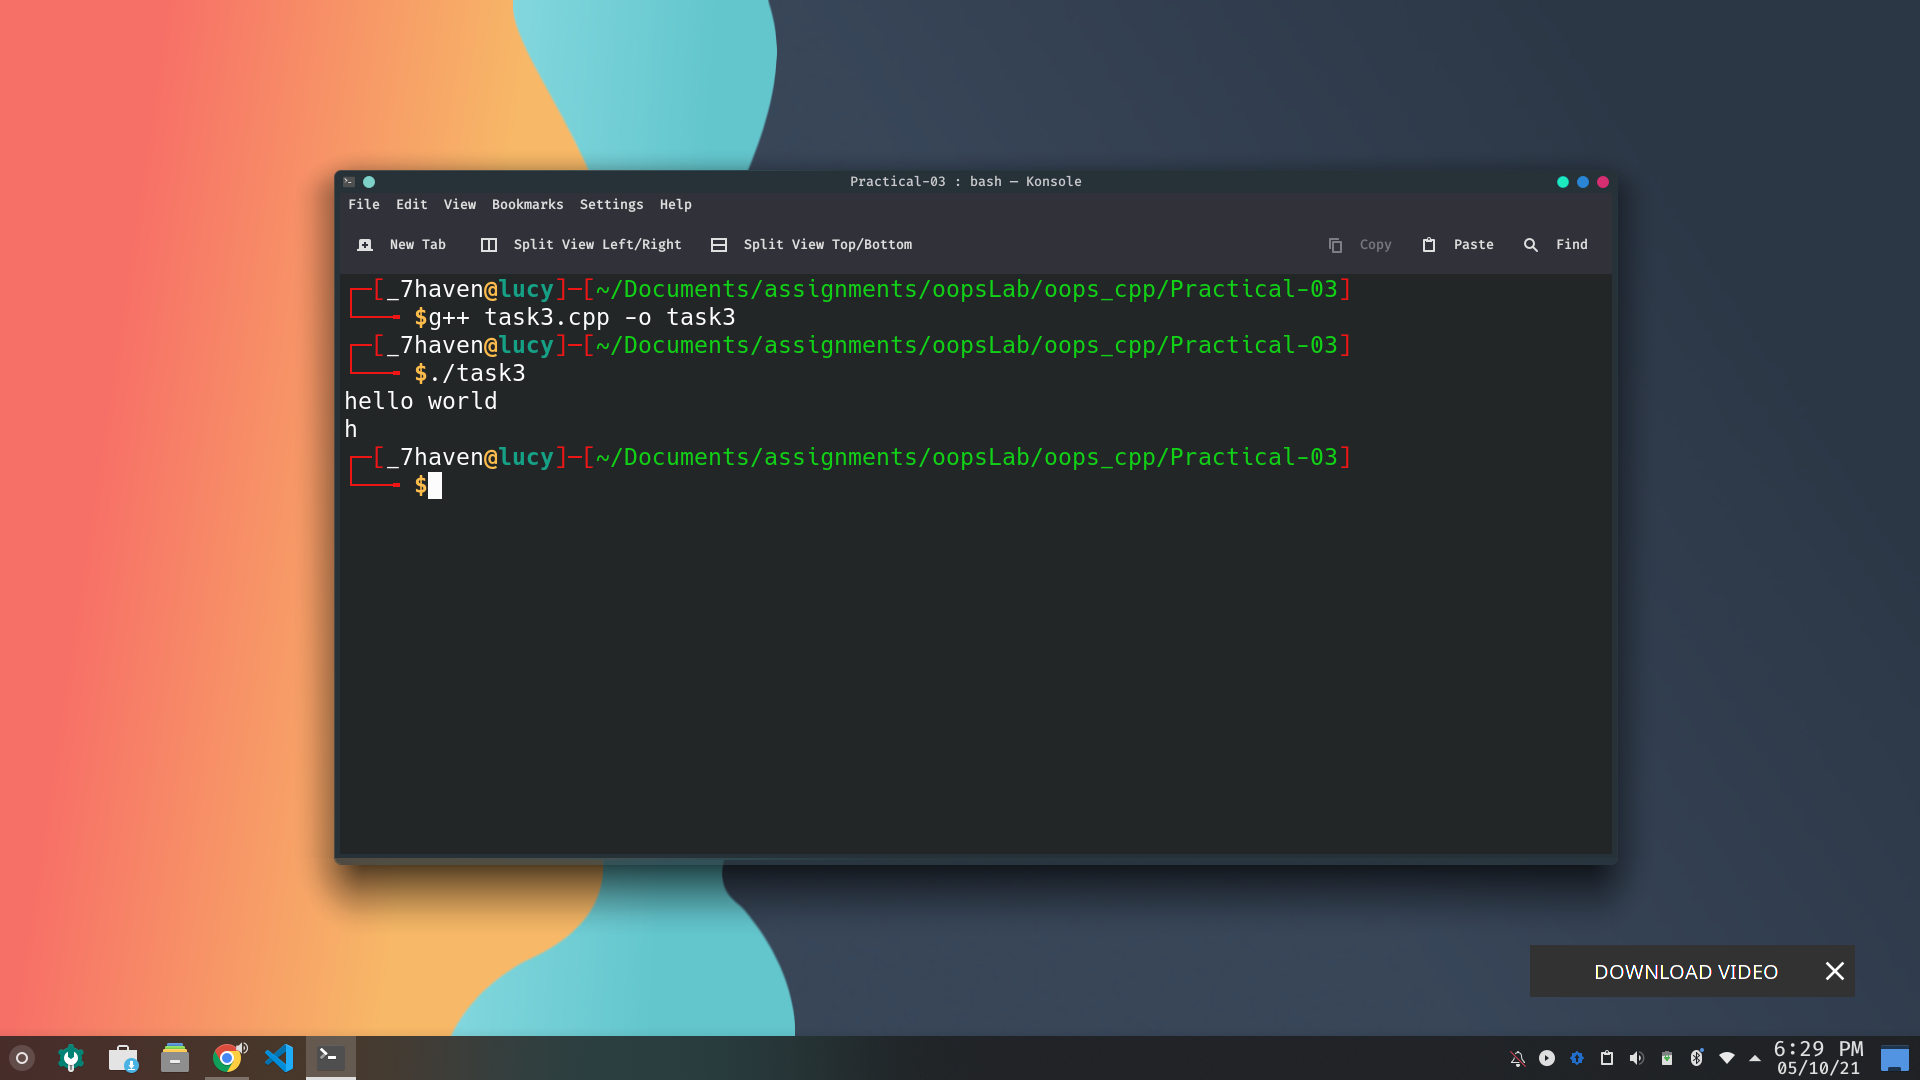 Practical-03 : bash — Konsole
File Edit View Bookmarks Settings Help
New Tab Split View Left/Right Split View Top/Bottom Copy Paste Find
[_7haven@lucy]─[~/Documents/assignments/oopsLab/oops_cpp/Practical-03]
$g++ task3.cpp -o task3
[_7haven@lucy]─[~/Documents/assignments/oopsLab/oops_cpp/Practical-03]
$./task3
hello world
h
[_7haven@lucy]─[~/Documents/assignments/oopsLab/oops_cpp/Practical-03]
$
DOWNLOAD VIDEO
6:29 PM
05/10/21